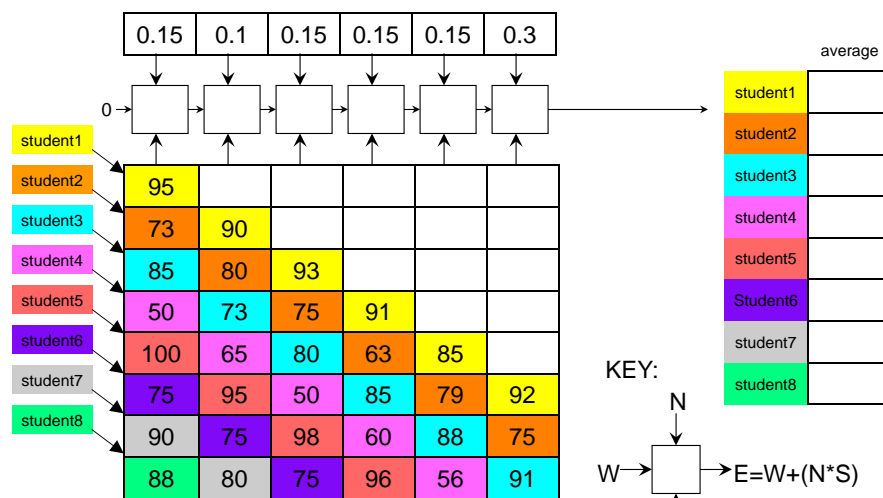 0.15 0.1 0.15 0.15 0.15 0.3
average
0
student1
student2
student3
student4
student5
Student6
student7
student8
student1
student2
student3
student4
student5
student6
student7
student8
95
73 90
85 80 93
50 73 75 91
100 65 80 63 85
75 95 50 85 79 92
90 75 98 60 88 75
88 80 75 96 56 91
KEY:
N
W E=W+(N*S)